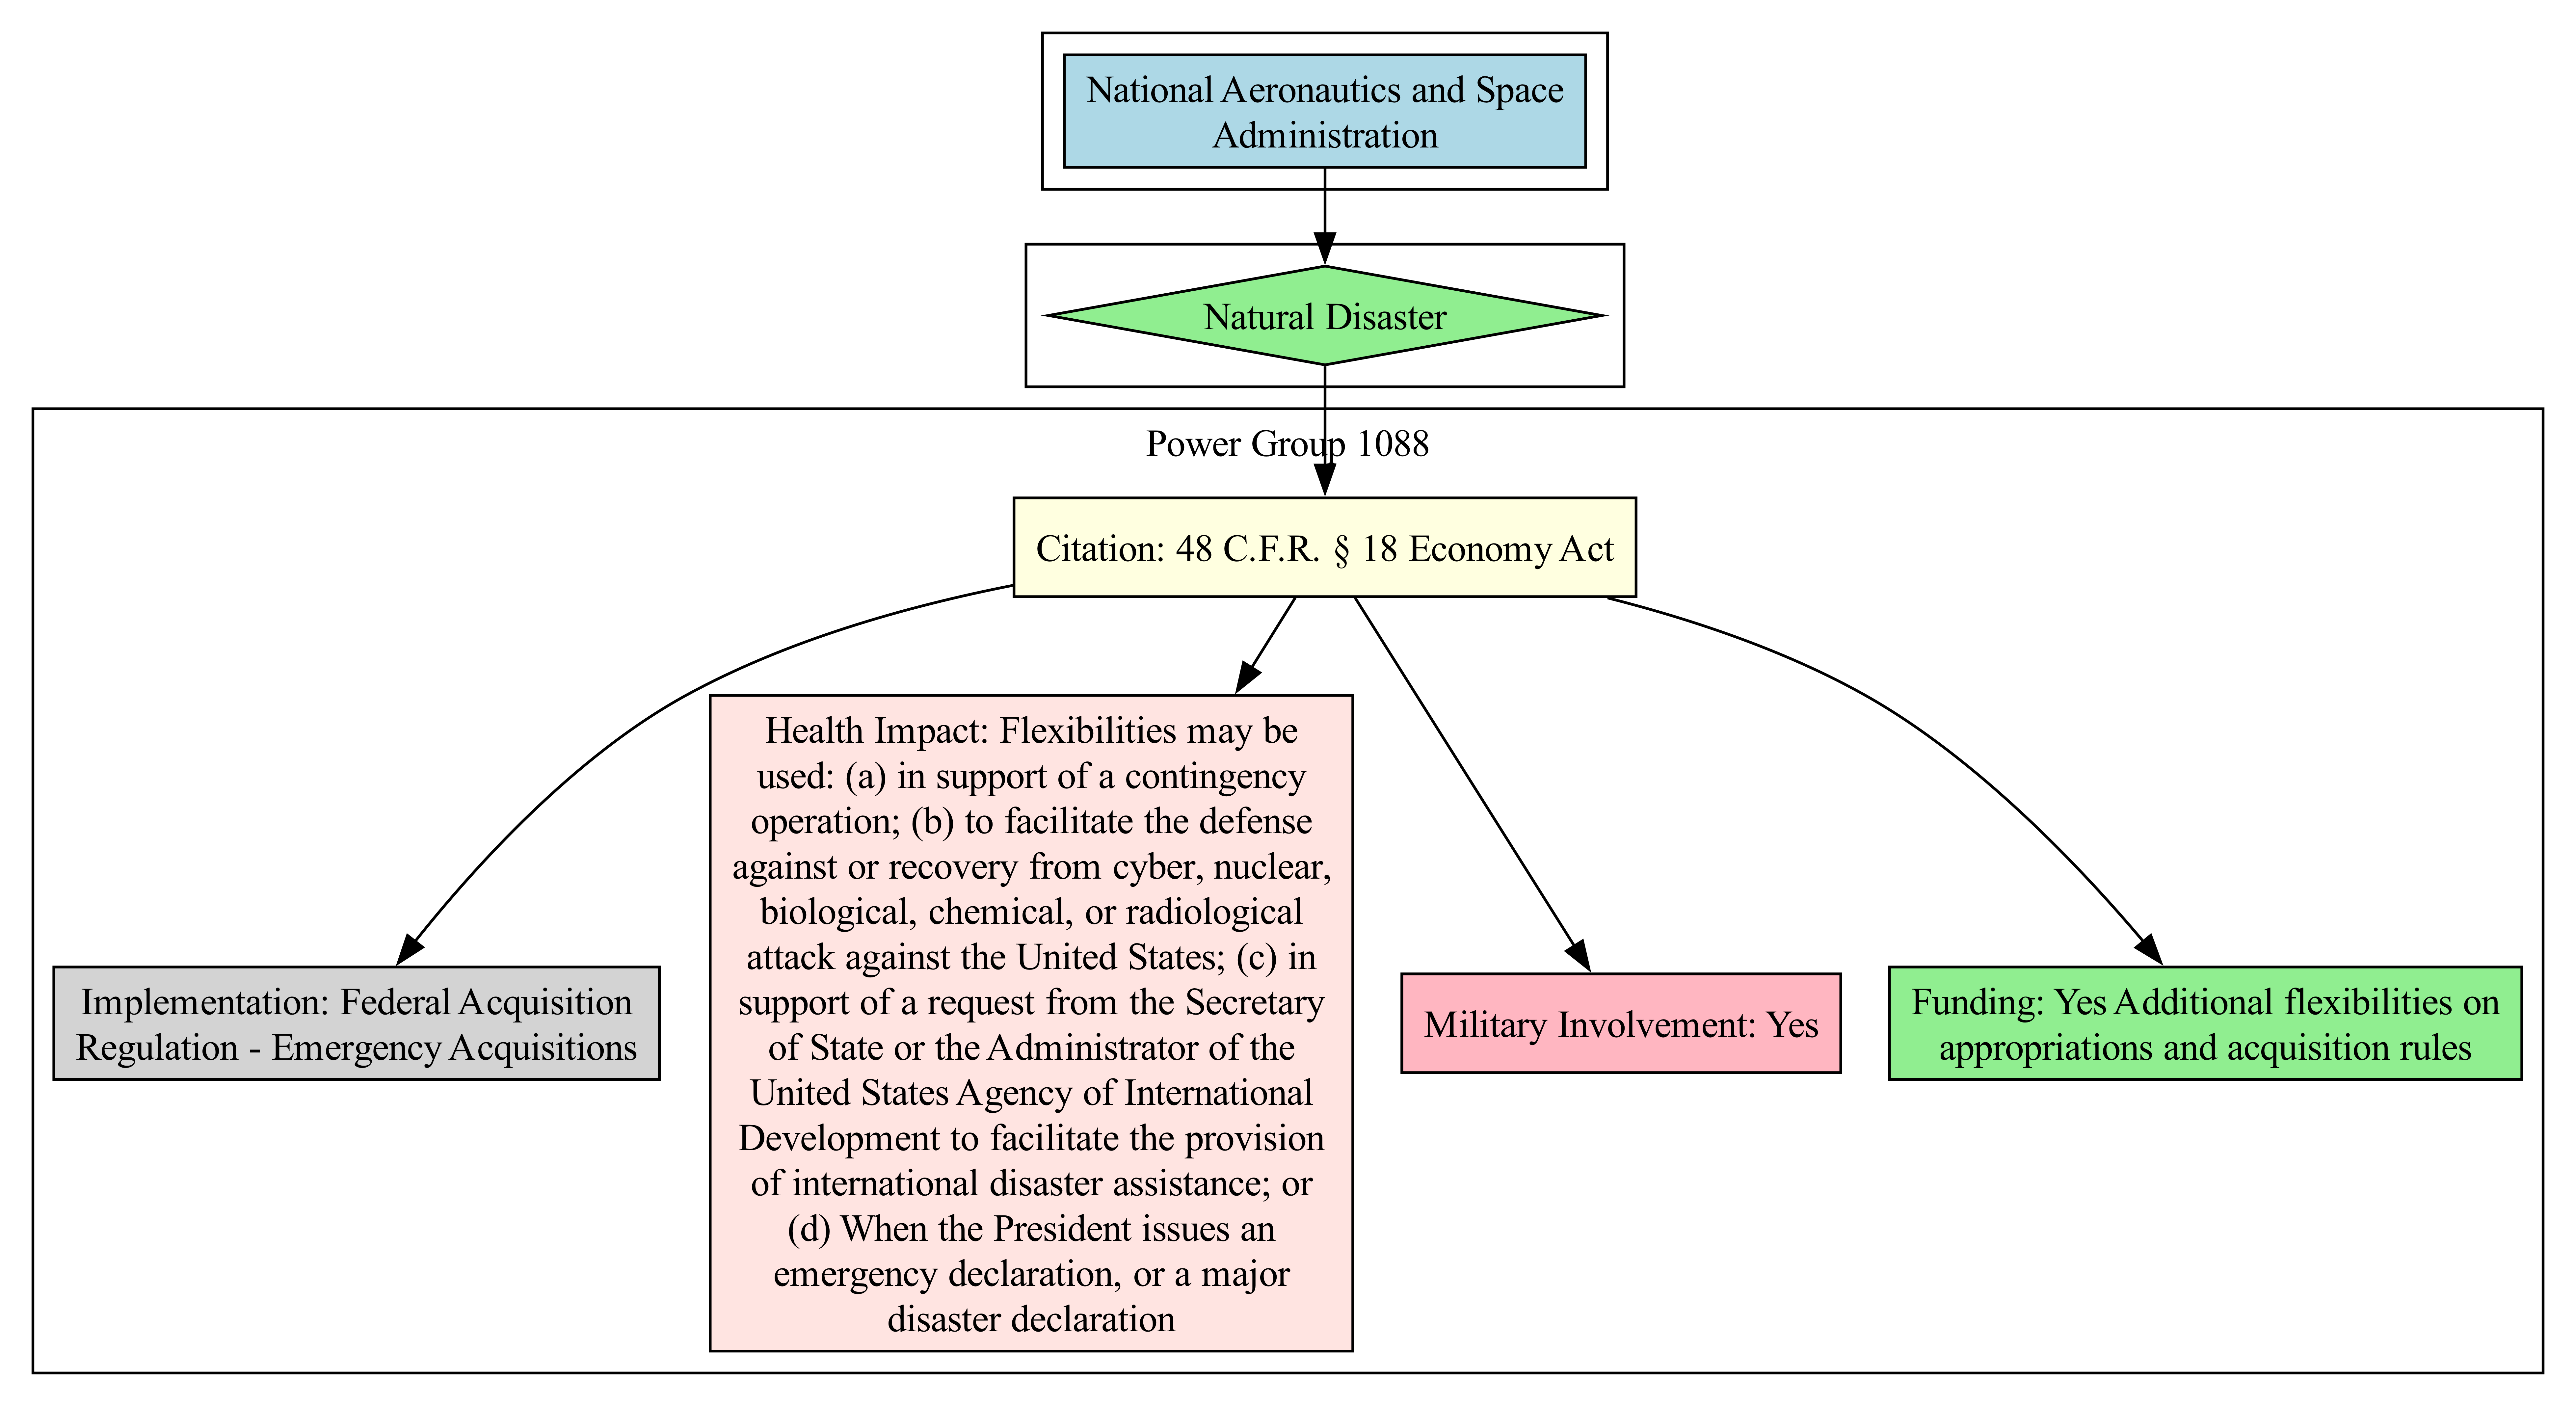 National Aeronautics and Space
Administration
Natural Disaster
Power Group 1088
Citation: 48 C.F.R. § 18 Economy Act
Implementation: Federal Acquisition
Regulation - Emergency Acquisitions
Health Impact: Flexibilities may be
used: (a) in support of a contingency
operation; (b) to facilitate the defense
against or recovery from cyber, nuclear,
biological, chemical, or radiological
attack against the United States; (c) in
support of a request from the Secretary
of State or the Administrator of the
United States Agency of International
Development to facilitate the provision
of international disaster assistance; or
(d) When the President issues an
emergency declaration, or a major
disaster declaration
Military Involvement: Yes
Funding: Yes Additional flexibilities on
appropriations and acquisition rules